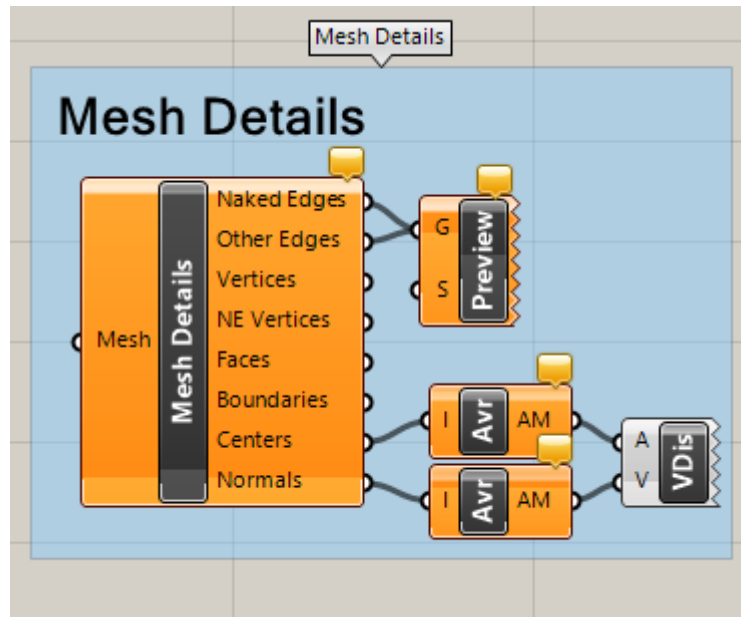 Mesh Details
Mesh Details
Mesh
Mesh Details
Naked Edges
Other Edges
Vertices
NE Vertices
Faces
Boundaries
Centers
Normals
G
S
Preview
I
Avr
AM
I
Avr
AM
A
V
VDis